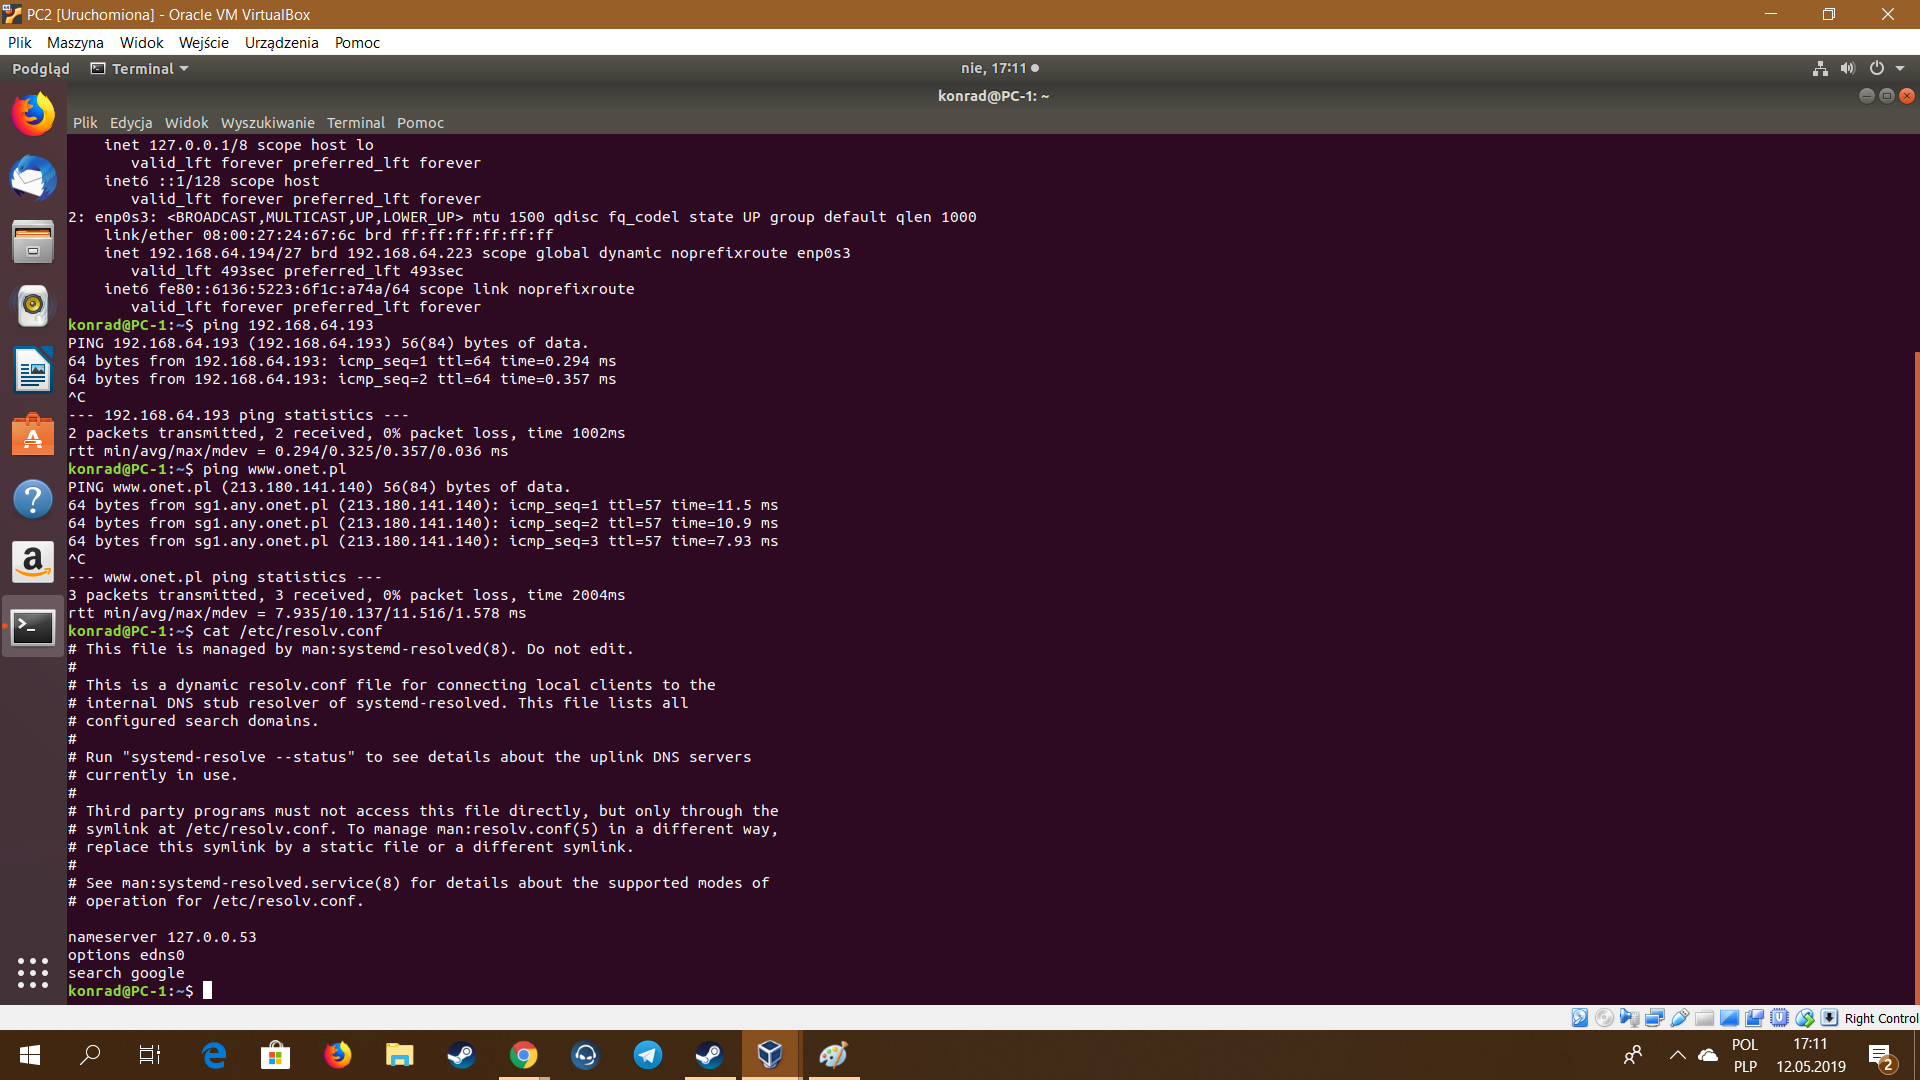 PC2 [Uruchomiona] - Oracle VM VirtualBox
Plik Maszyna Widok Wejście Urządzenia Pomoc
Podgląd Terminal nie, 17:11
konrad@PC-1: ~
Plik Edycja Widok Wyszukiwanie Terminal Pomoc
inet 127.0.0.1/8 scope host lo
valid_lft forever preferred_lft forever
inet6 ::1/128 scope host
valid_lft forever preferred_lft forever
2: enp0s3: <BROADCAST,MULTICAST,UP,LOWER_UP> mtu 1500 qdisc fq_codel state UP group default qlen 1000
link/ether 08:00:27:24:67:6c brd ff:ff:ff:ff:ff:ff
inet 192.168.64.194/27 brd 192.168.64.223 scope global dynamic noprefixroute enp0s3
valid_lft 493sec preferred_lft 493sec
inet6 fe80::6136:5223:6f1c:a74a/64 scope link noprefixroute
valid_lft forever preferred_lft forever
konrad@PC-1:~$ ping 192.168.64.193
PING 192.168.64.193 (192.168.64.193) 56(84) bytes of data.
64 bytes from 192.168.64.193: icmp_seq=1 ttl=64 time=0.294 ms
64 bytes from 192.168.64.193: icmp_seq=2 ttl=64 time=0.357 ms
^C
--- 192.168.64.193 ping statistics ---
2 packets transmitted, 2 received, 0% packet loss, time 1002ms
rtt min/avg/max/mdev = 0.294/0.325/0.357/0.036 ms
konrad@PC-1:~$ ping www.onet.pl
PING www.onet.pl (213.180.141.140) 56(84) bytes of data.
64 bytes from sg1.any.onet.pl (213.180.141.140): icmp_seq=1 ttl=57 time=11.5 ms
64 bytes from sg1.any.onet.pl (213.180.141.140): icmp_seq=2 ttl=57 time=10.9 ms
64 bytes from sg1.any.onet.pl (213.180.141.140): icmp_seq=3 ttl=57 time=7.93 ms
^C
--- www.onet.pl ping statistics ---
3 packets transmitted, 3 received, 0% packet loss, time 2004ms
rtt min/avg/max/mdev = 7.935/10.137/11.516/1.578 ms
konrad@PC-1:~$ cat /etc/resolv.conf
# This file is managed by man:systemd-resolved(8). Do not edit.
#
# This is a dynamic resolv.conf file for connecting local clients to the
# internal DNS stub resolver of systemd-resolved. This file lists all
# configured search domains.
#
# Run "systemd-resolve --status" to see details about the uplink DNS servers
# currently in use.
#
# Third party programs must not access this file directly, but only through the
# symlink at /etc/resolv.conf. To manage man:resolv.conf(5) in a different way,
# replace this symlink by a static file or a different symlink.
#
# See man:systemd-resolved.service(8) for details about the supported modes of
# operation for /etc/resolv.conf.
nameserver 127.0.0.53
options edns0
search google
konrad@PC-1:~$
Right Control
POL 17:11
PLP 12.05.2019 2